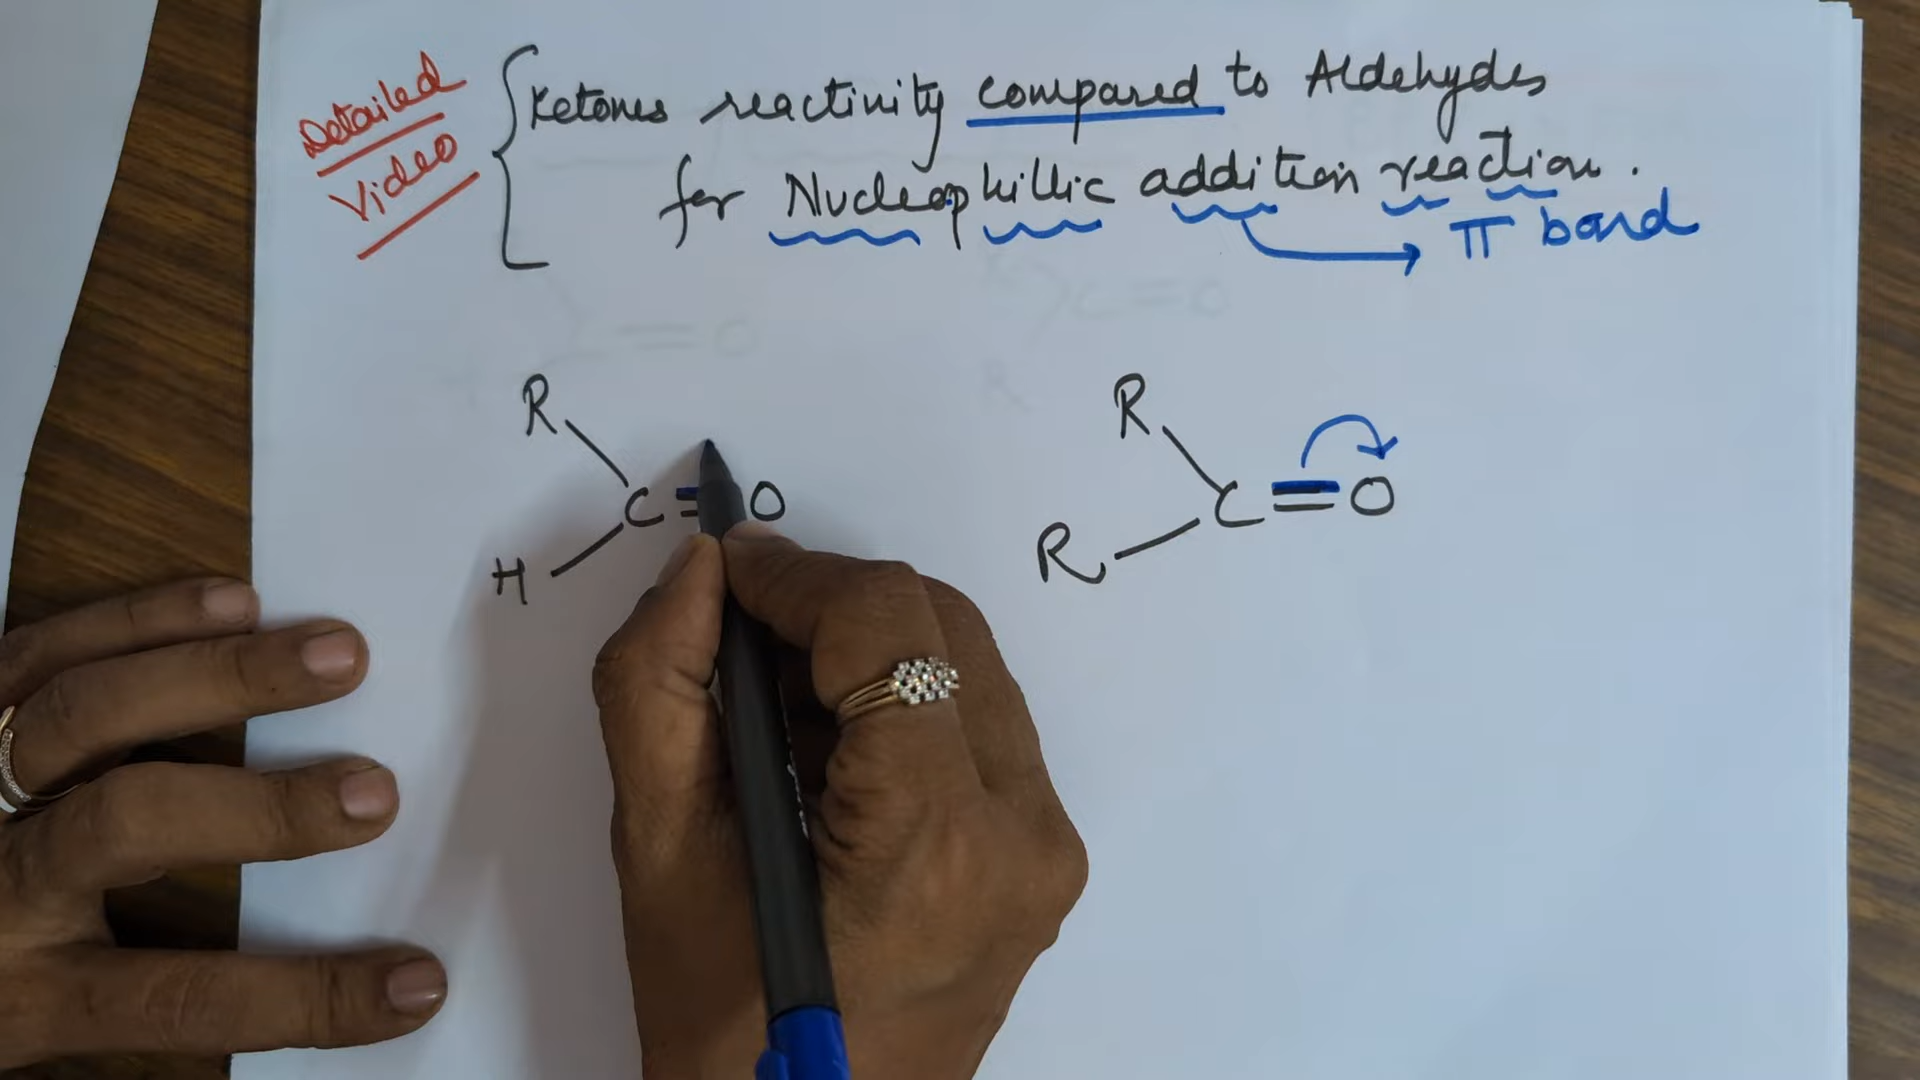 Detailed
Video
Ketones reactivity compared to Aldehydes
for Nucleophillic addition reaction.
π bond
R
C=O
H
R
C=O
R